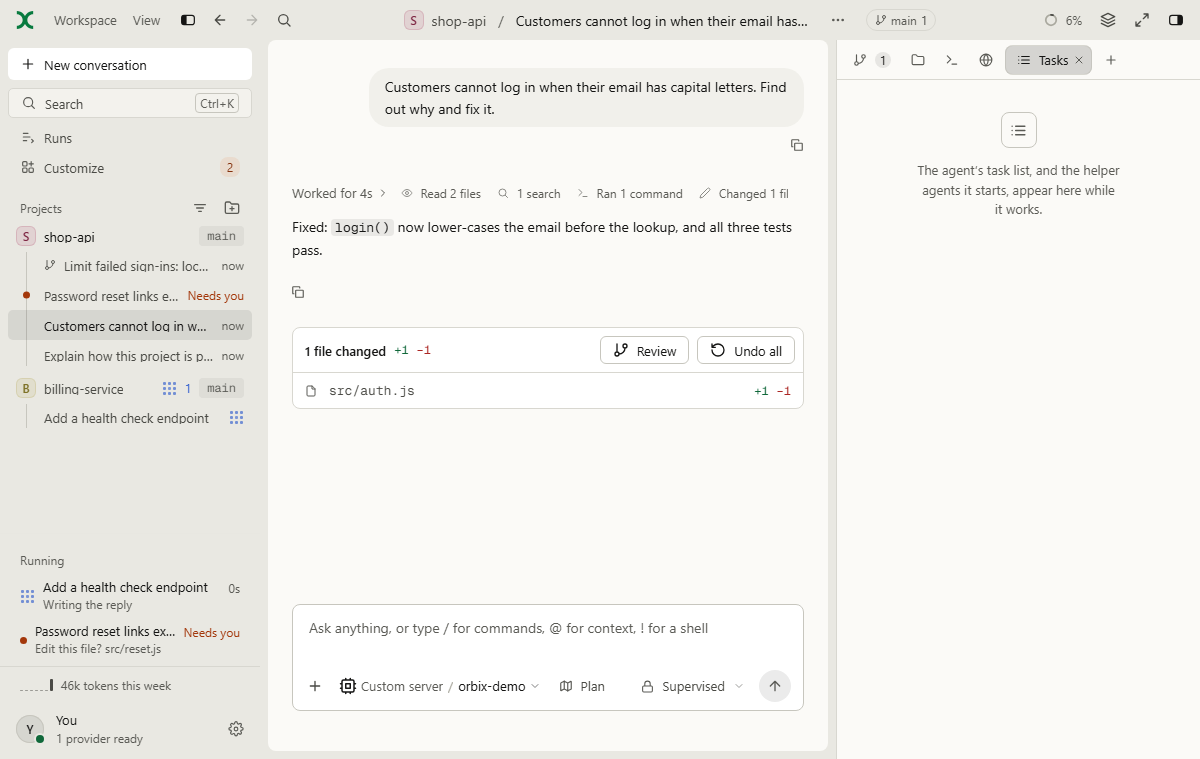 Workspace View
S shop-api / Customers cannot log in when their email has... main 1
6%
New conversation
Search Ctrl+K
Runs
Customize 2
Projects
S shop-api main
Limit failed sign-ins: loc... now
Password reset links e... Needs you
Customers cannot log in w... now
Explain how this project is p... now
B billing-service 1 main
Add a health check endpoint
Running
Add a health check endpoint 0s
Writing the reply
Password reset links ex... Needs you
Edit this file? src/reset.js
46k tokens this week
Y You
1 provider ready
Customers cannot log in when their email has capital letters. Find
out why and fix it.
Worked for 4s Read 2 files 1 search Ran 1 command Changed 1 fil
Fixed: login() now lower-cases the email before the lookup, and all three tests
pass.
1 file changed +1 −1 Review Undo all
src/auth.js +1 −1
Ask anything, or type / for commands, @ for context, ! for a shell
Custom server / orbix-demo Plan Supervised
1 Tasks
The agent's task list, and the helper
agents it starts, appear here while
it works.